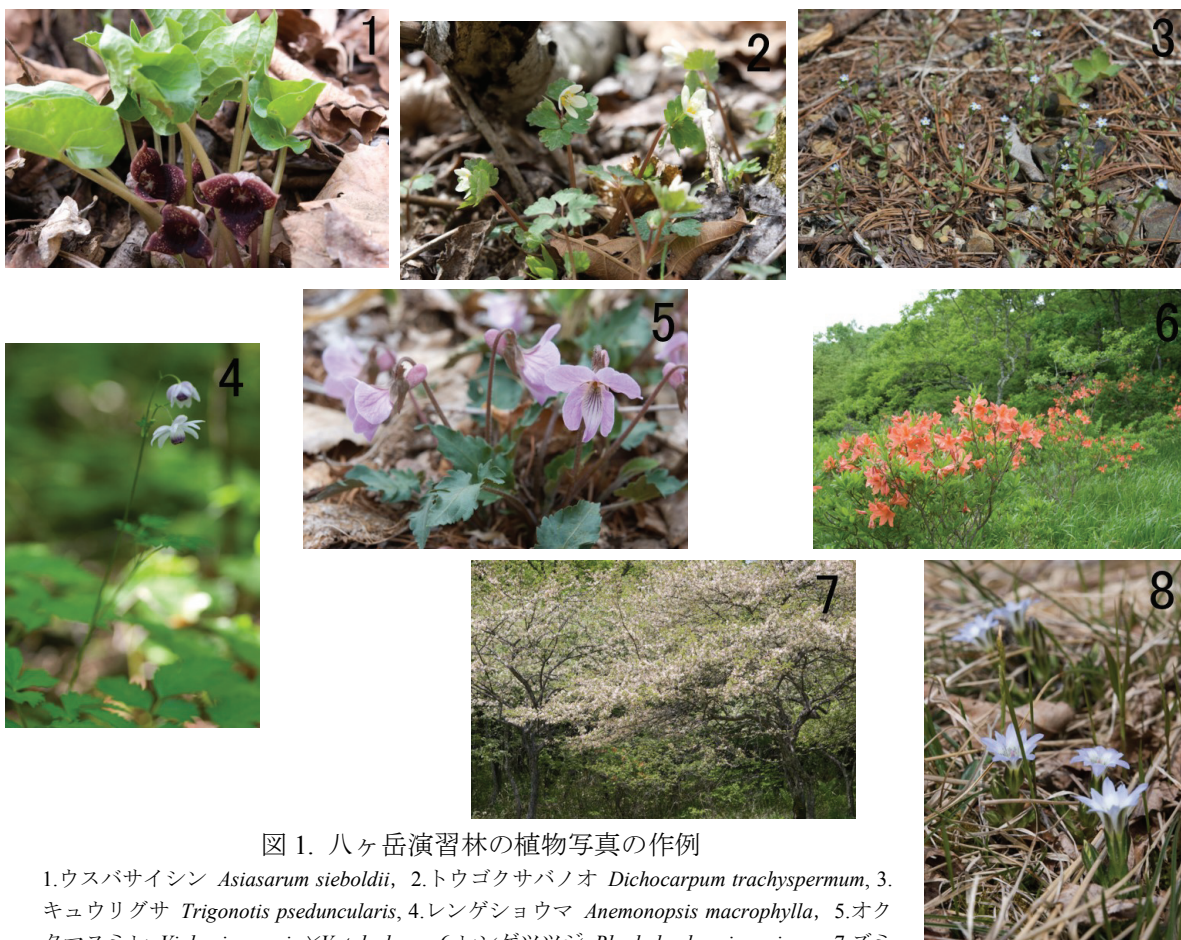 1
2
3
4
5
6
7
8
図 1. 八ヶ岳演習林の植物写真の作例
1.ウスバサイシン Asiasarum sieboldii，2.トウゴクサバノオ Dichocarpum trachyspermum, 3.
キュウリグサ Trigonotis pseduncularis, 4.レンゲショウマ Anemonopsis macrophylla，5.オク